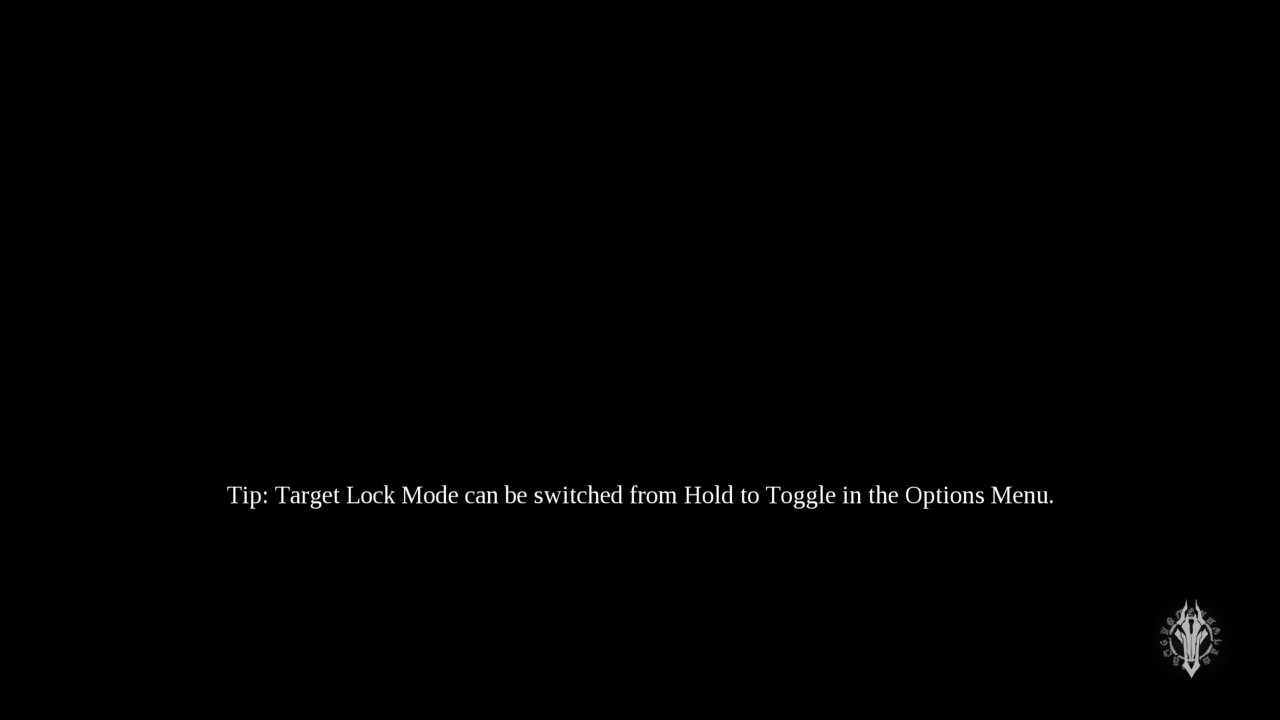 Tip: Target Lock Mode can be switched from Hold to Toggle in the Options Menu.